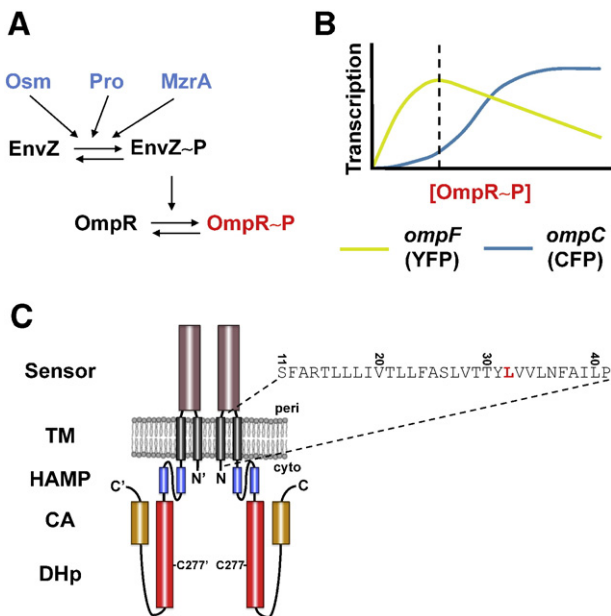 A
Osm Pro MzrA
EnvZ EnvZ~P
OmpR OmpR~P
B
Transcription
[OmpR~P]
ompF (YFP)
ompC (CFP)
C
Sensor
TM
HAMP
CA
DHp
11 20 30 40
SFARTLLLIVTLLFASLVTTYLVVLNFAILP
peri
cyto
N' N
C' C
C277' C277